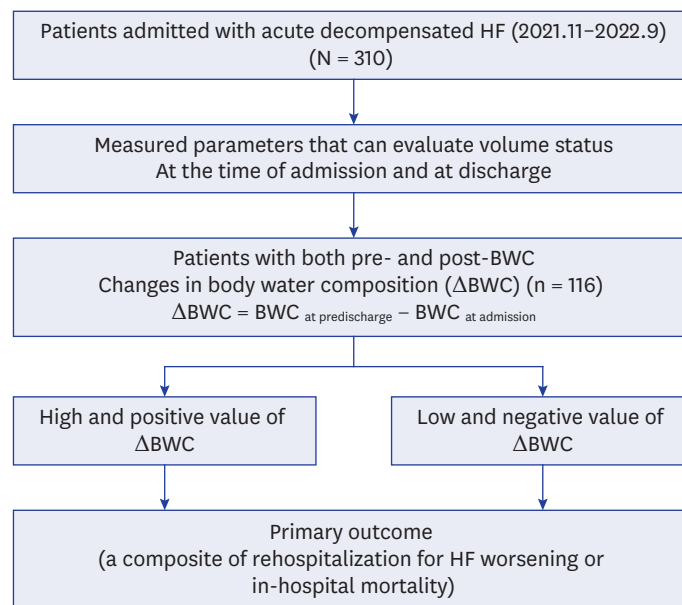 Patients admitted with acute decompensated HF (2021.11–2022.9)
(N = 310)
Measured parameters that can evaluate volume status
At the time of admission and at discharge
Patients with both pre- and post-BWC
Changes in body water composition (ΔBWC) (n = 116)
ΔBWC = BWC at predischarge – BWC at admission
High and positive value of
ΔBWC
Low and negative value of
ΔBWC
Primary outcome
(a composite of rehospitalization for HF worsening or
in-hospital mortality)